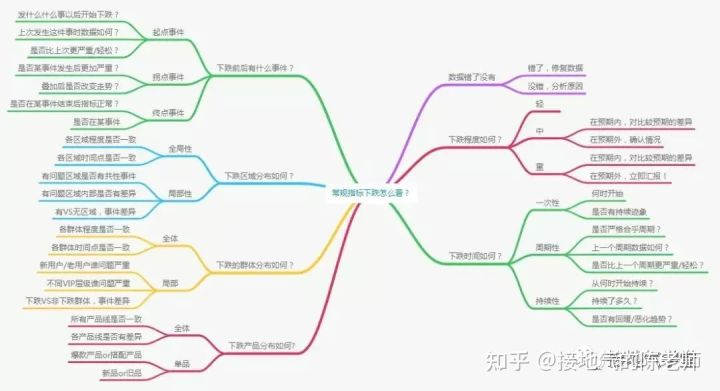 常规指标下跌怎么看？
数据错了没有
错了，修复数据
没错，分析原因
下跌程度如何？
轻
中
在预期内，对比较预期的差异
在预期外，确认情况
重
在预期内，对比较预期的差异
在预期外，立即汇报！
下跌时间如何？
一次性
何时开始
是否有持续迹象
周期性
是否严格合乎周期？
上一个周期数据如何？
是否比上一个周期更严重/轻松？
持续性
从何时开始持续？
持续了多久？
是否有回暖/恶化趋势？
下跌前后有什么事件？
起点事件
发什么什么事以后开始下跌？
上次发生这件事时数据如何？
是否比上次更严重/轻松？
拐点事件
是否某事件发生后更加严重？
叠加后是否改变走势？
终点事件
是否在某事件结束后指标正常？
是否在某事件
下跌区域分布如何？
全局性
各区域程度是否一致
各区域时间点是否一致
局部性
有问题区域是否有共性事件
有问题区域内部是否有差异
有VS无区域，事件差异
下跌的群体分布如何？
全体
各群体程度是否一致
各群体时间点是否一致
局部
新用户/老用户谁问题严重
不同VIP层级谁问题严重
下跌VS非下跌群体，事件差异
下跌产品分布如何?
全体
所有产品线是否一致
各产品线是否有差异
单品
爆款产品or搭配产品
新品or旧品
知乎 @接地气的陈老师